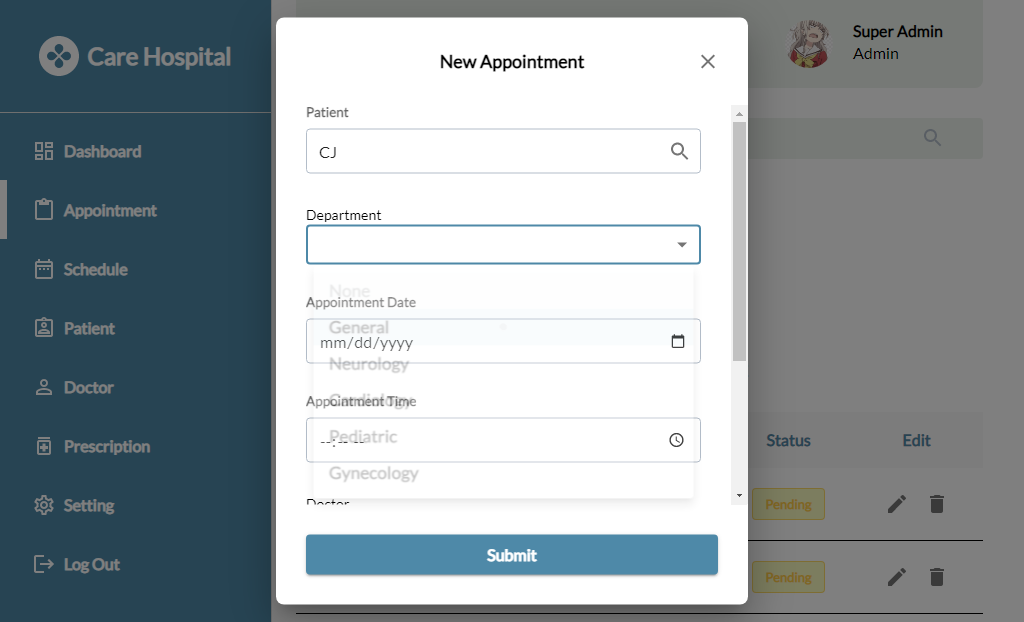 Care Hospital
Dashboard
Appointment
Schedule
Patient
Doctor
Prescription
Setting
Log Out
New Appointment
Patient
CJ
Department
None
Appointment Date
General
mm/dd/yyyy
Neurology
Appointment Time
Cardiology
Pediatric
--:-- --
Gynecology
Doctor
Submit
Super Admin
Admin
Status Edit
Pending
Pending